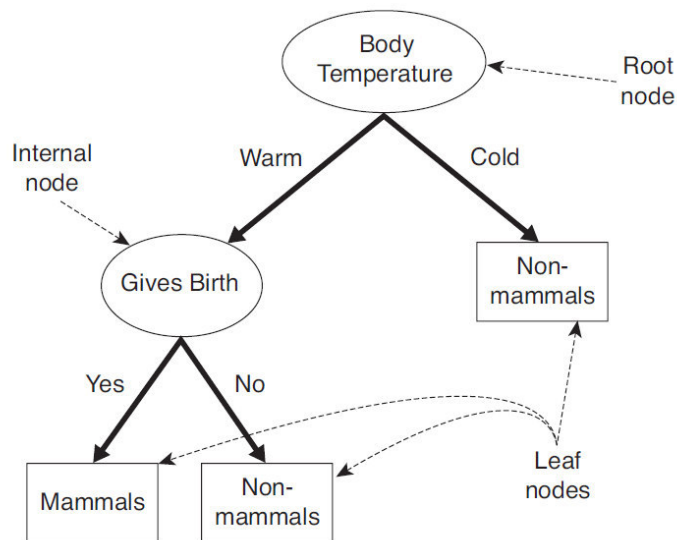 Body
Temperature
Root
node
Internal
node
Warm
Cold
Gives Birth
Non-
mammals
Yes
No
Mammals
Non-
mammals
Leaf
nodes